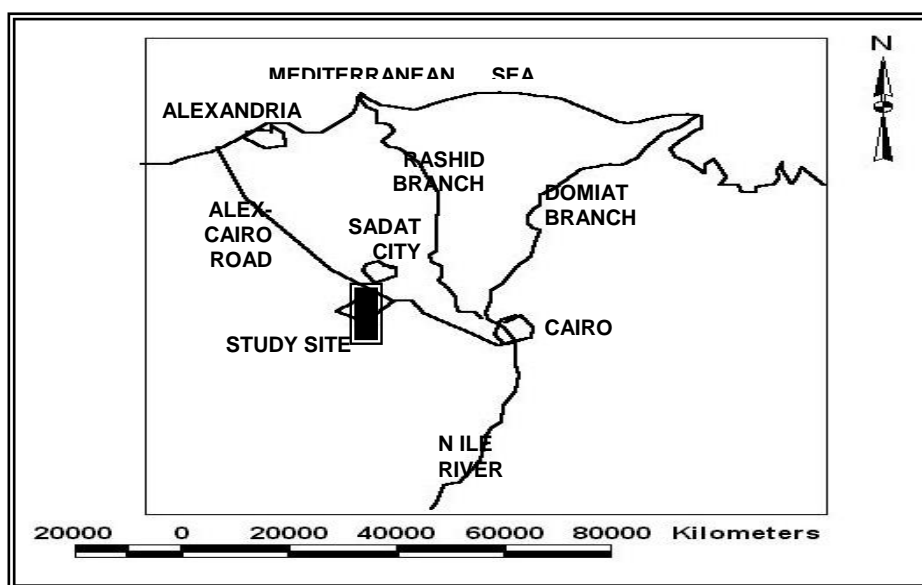 MEDITERRANEAN SEA
N
ALEXANDRIA
RASHID
BRANCH
DOMIAT
BRANCH
ALEX-
CAIRO
ROAD
SADAT
CITY
STUDY SITE
CAIRO
N ILE
RIVER
20000 0 20000 40000 60000 80000 Kilometers